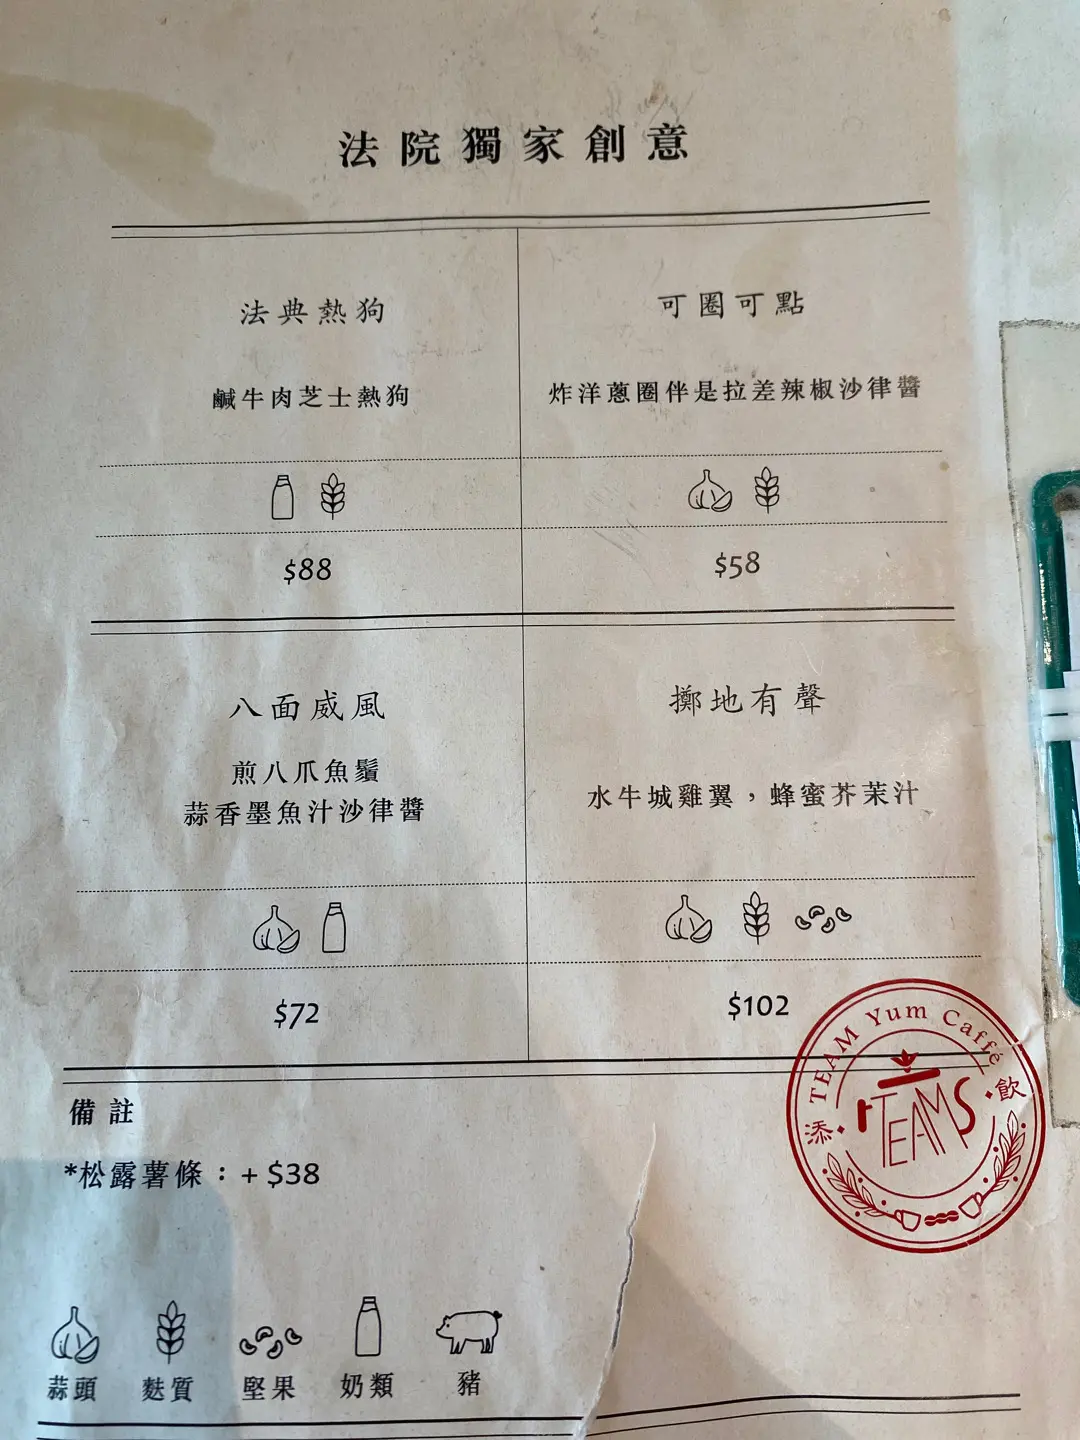 法院獨家創意
法典熱狗
鹹牛肉芝士熱狗
$88
可圈可點
炸洋蔥圈伴是拉差辣椒沙律醬
$58
八面威風
煎八爪魚鬚
蒜香墨魚汁沙律醬
$72
擲地有聲
水牛城雞翼，蜂蜜芥茉汁
$102
備註
*松露薯條：+ $38
TEAM Yum Caffé
添 飲
TEAMS
蒜頭 麩質 堅果 奶類 豬